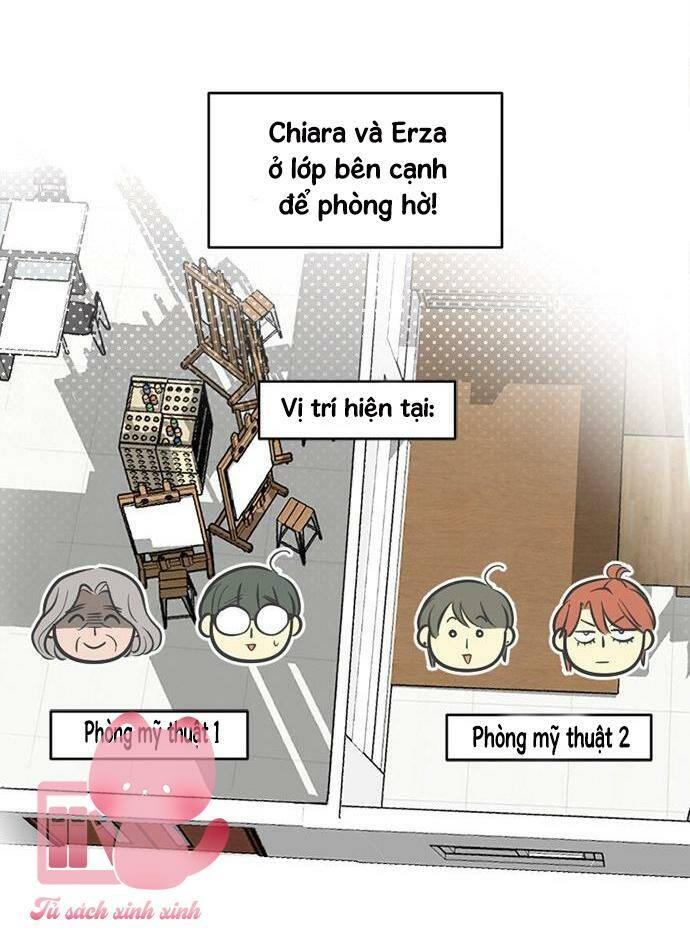 Chiara và Erza
ở lớp bên cạnh
để phòng hờ!
Vị trí hiện tại:
Phòng mỹ thuật 1
Phòng mỹ thuật 2
Tủ sách xinh xinh